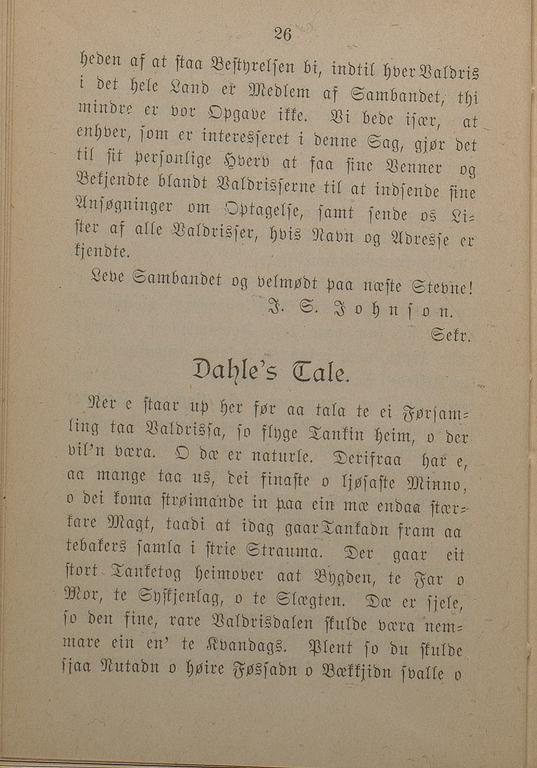 26
heden af at staa Bestyrelsen bi, indtil hver Valdris
i det hele Land er Medlem af Sambandet, thi
mindre er vor Opgave ikke. Vi bede især, at
enhver, som er interesseret i denne Sag, gjør det
til sit personlige Hverv at faa sine Venner og
Bekjendte blandt Valdrisserne til at indsende sine
Ansøgninger om Optagelse, samt sende os Li-
ster af alle Valdrisser, hvis Navn og Adresse er
kjendte.
Leve Sambandet og velmødt paa næste Stevne!
J. S. Johnson.
Sekr.
Dahle's Tale.
Ner e staar up her før aa tala te ei Forsam-
ling taa Valdrissa, so flyge Tankin heim, o der
vil'n væra. O dæ er naturle. Derifraa har e,
aa mange taa us, dei finaste o ljøsaste Minno,
o dei koma strøimande in paa ein mæ endaa stær-
kare Magt, taadi at idag gaar Tankadn fram aa
tebakers samla i strie Strauma. Der gaar eit
stort Tanketog heimover aat Bygden, te Far o
Mor, te Syskjenlag, o te Slægten. Dæ er sjele,
so den fine, rare Valdrisdalen skulde væra nem-
mare ein en' te Kvandags. Plent so du skulde
sjaa Nutadn o høire Føssadn o Bækkjidn svalle o